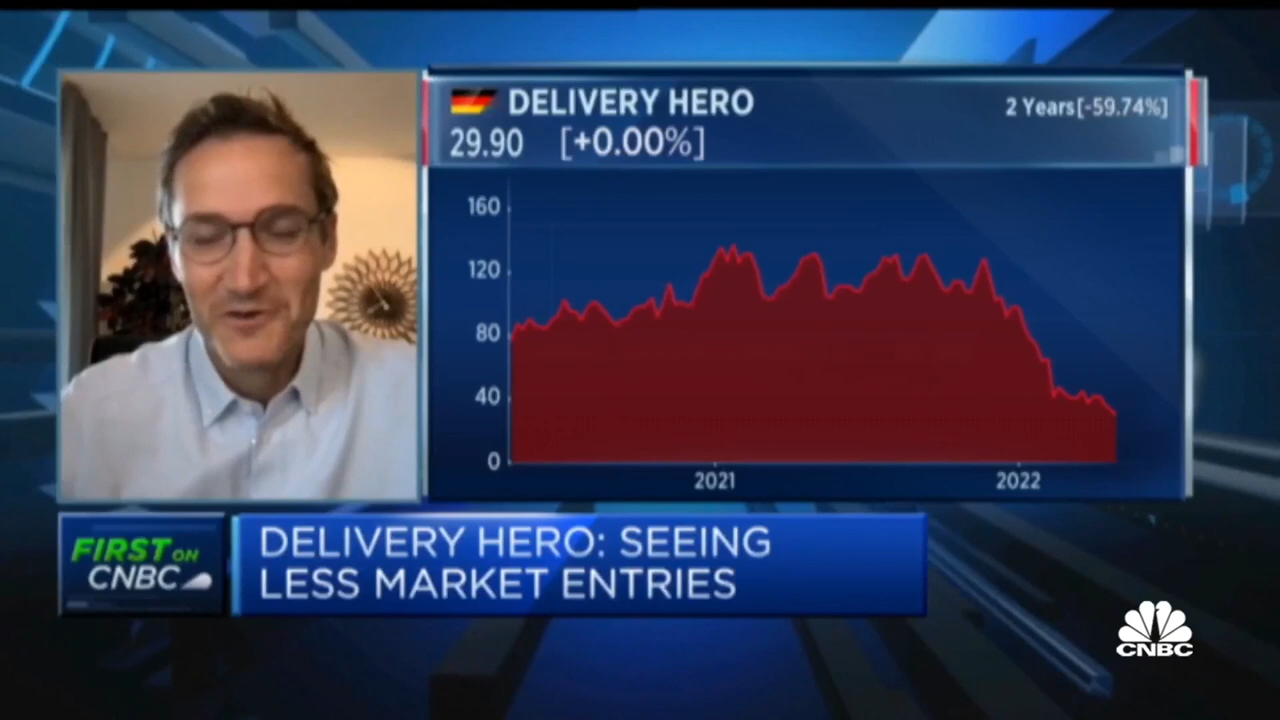 DELIVERY HERO
2 Years[-59.74%]
29.90 [+0.00%]
160
120
80
40
0
2021
2022
FIRST ON
CNBC
DELIVERY HERO: SEEING
LESS MARKET ENTRIES
CNBC